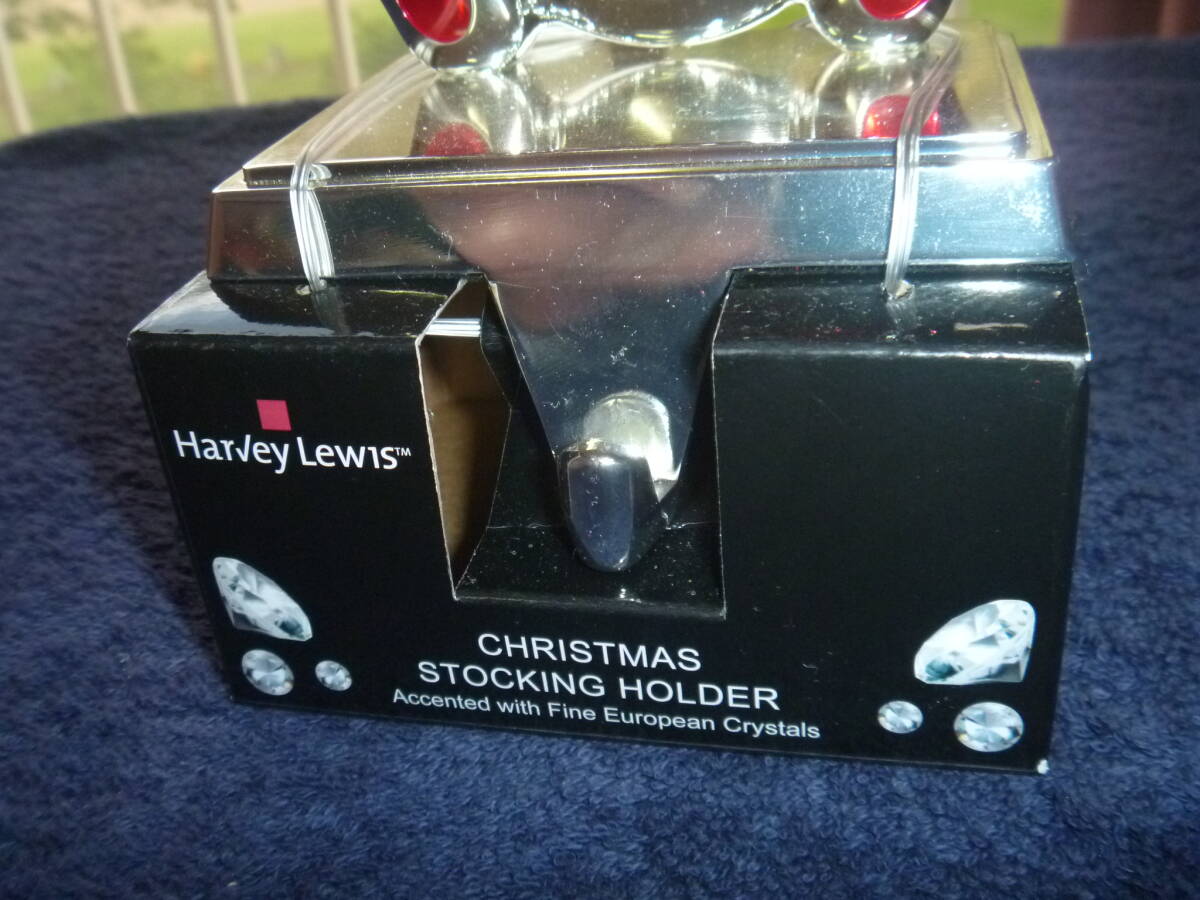 Harvey Lewis™
CHRISTMAS
STOCKING HOLDER
Accented with Fine European Crystals